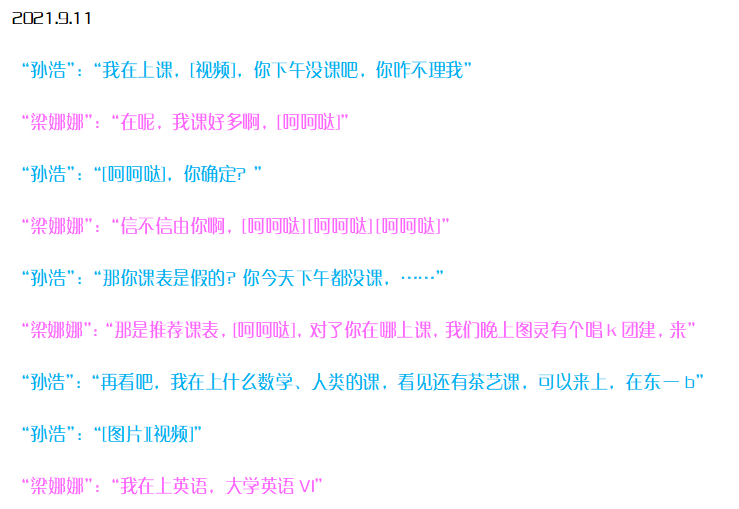 2021.9.11
“孙浩”：“我在上课，[视频]，你下午没课吧，你咋不理我”
“梁娜娜”：“在呢，我课好多啊，[呵呵哒]”
“孙浩”：“[呵呵哒]，你确定？”
“梁娜娜”：“信不信由你啊，[呵呵哒][呵呵哒][呵呵哒]”
“孙浩”：“那你课表是假的？你今天下午都没课，……”
“梁娜娜”：“那是推荐课表，[呵呵哒]，对了你在哪上课，我们晚上图灵有个唱 k 团建，来”
“孙浩”：“再看吧，我在上什么数学、人类的课，看见还有茶艺课，可以来上，在东一 b”
“孙浩”：“[图片][视频]”
“梁娜娜”：“我在上英语，大学英语 VI”